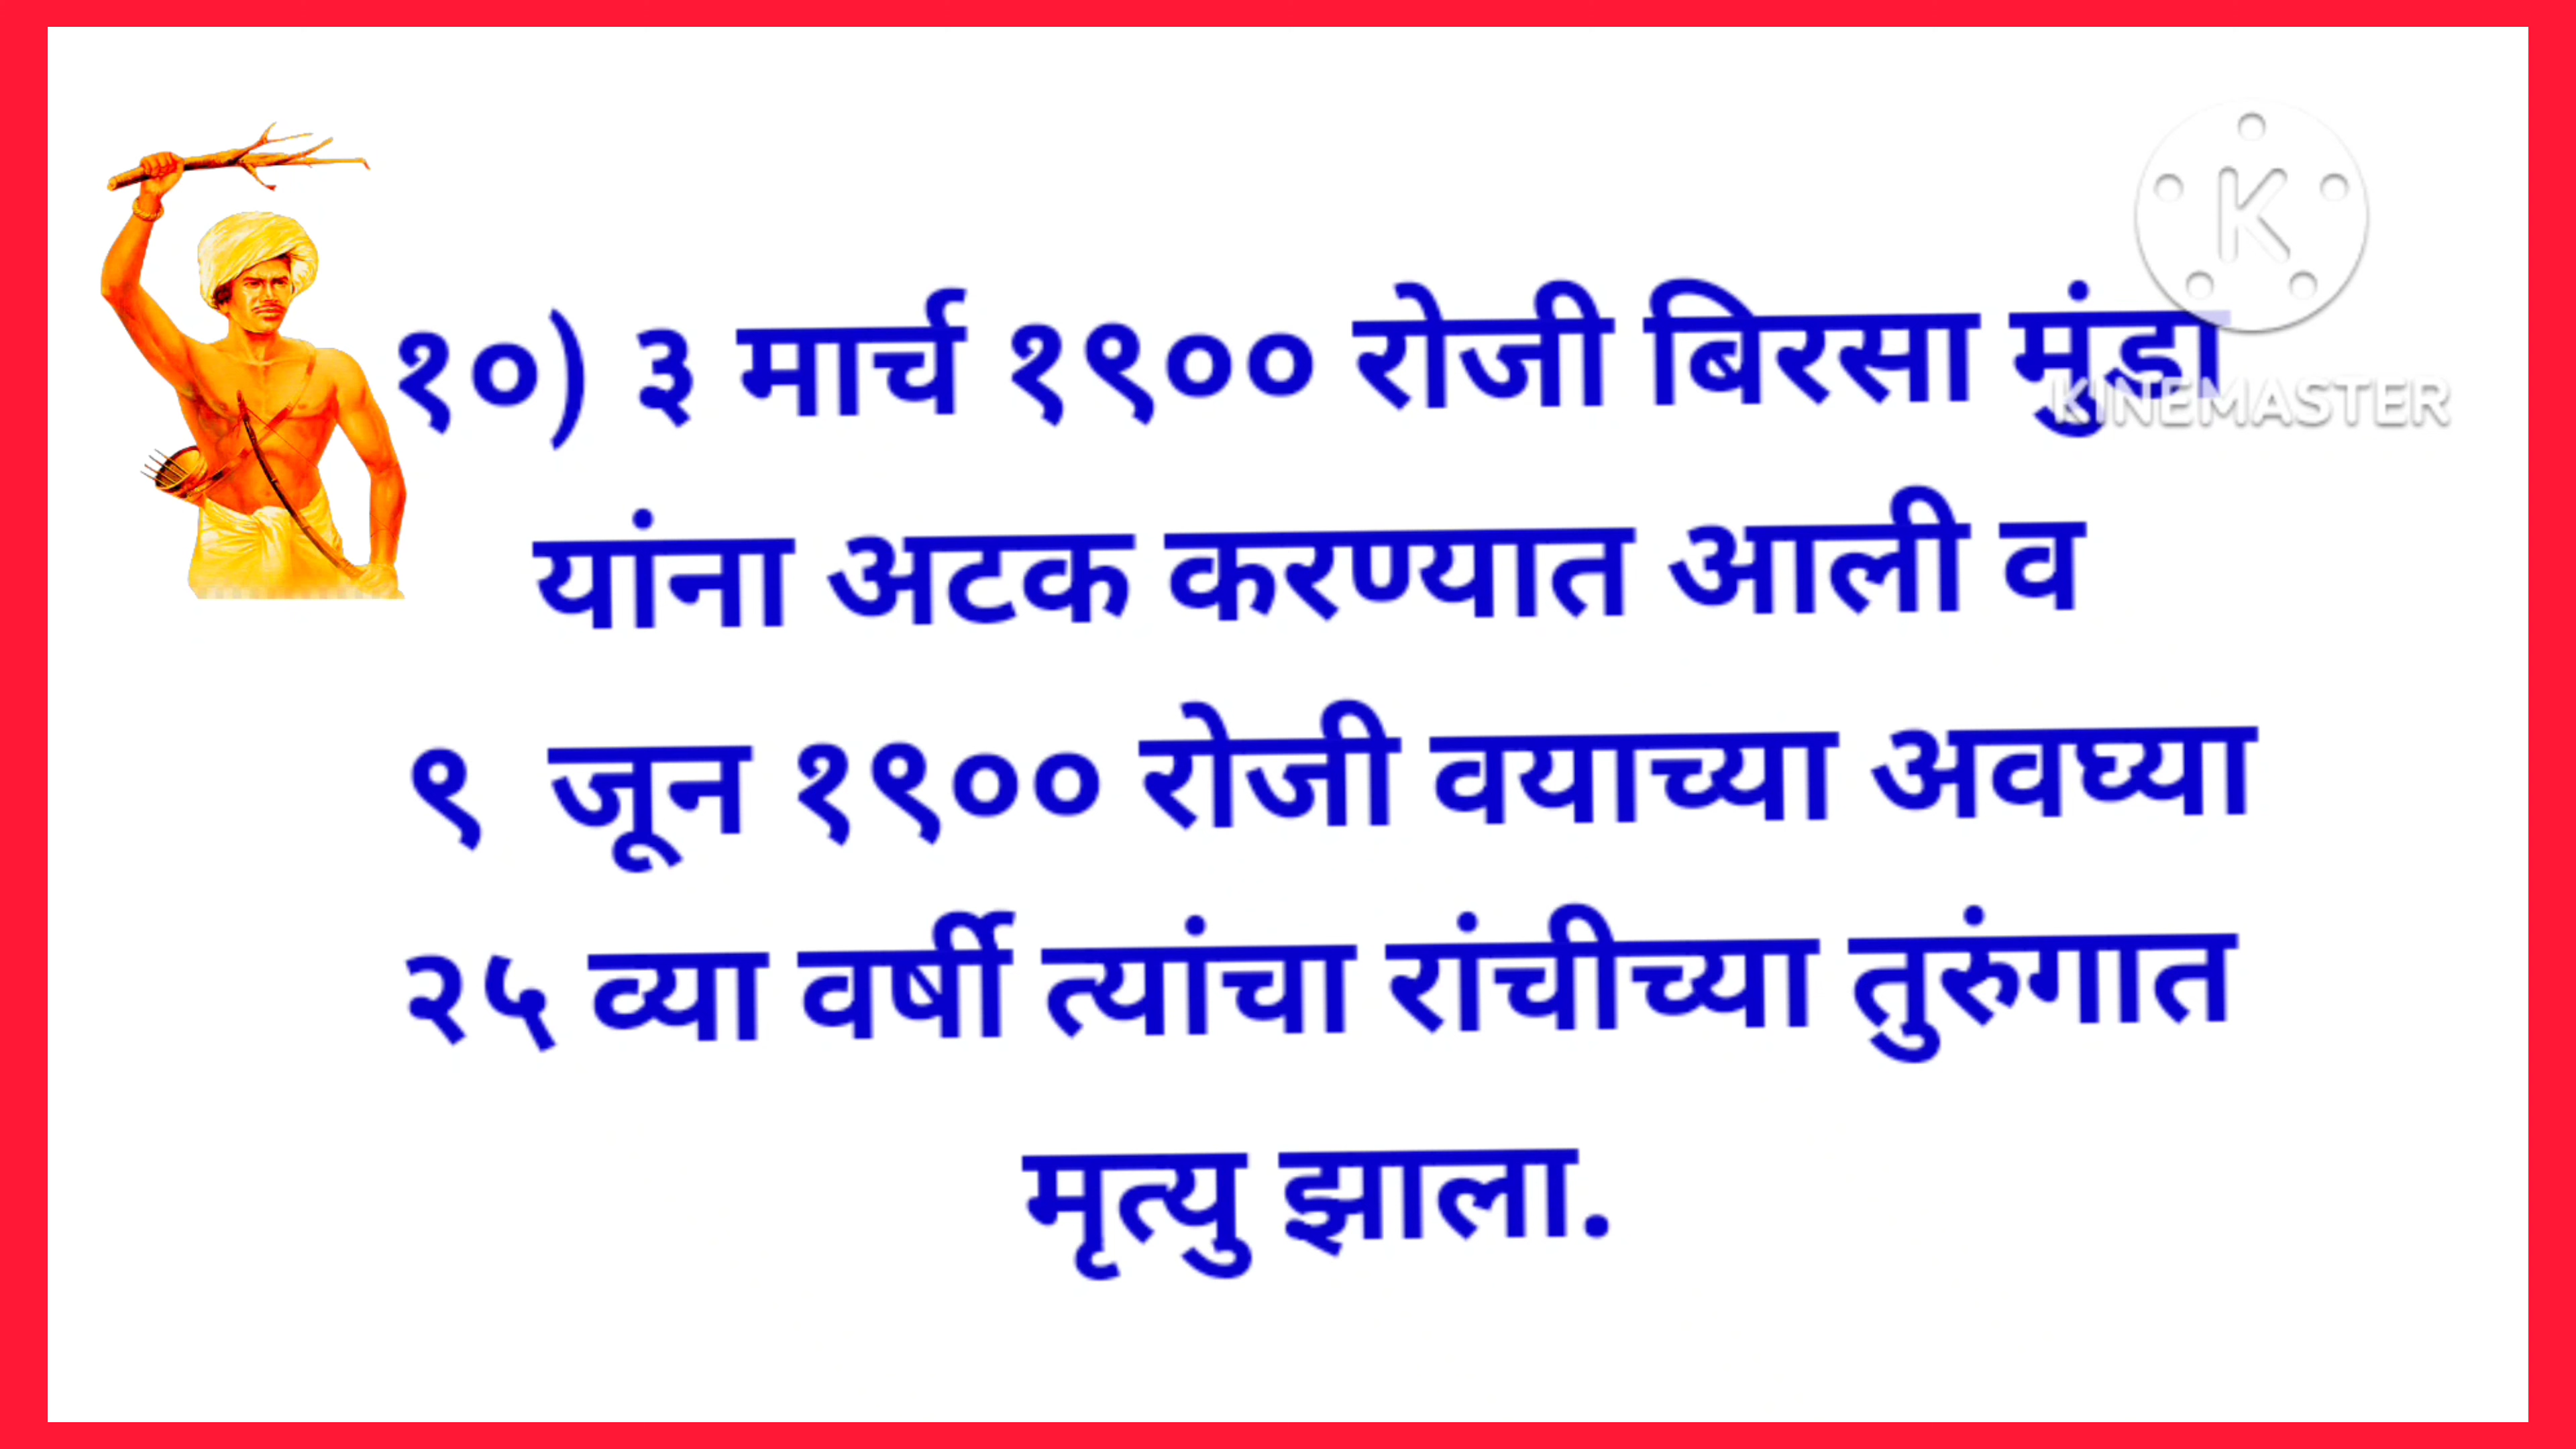 १०) ३ मार्च १९०० रोजी बिरसा मुंडा
यांना अटक करण्यात आली व
९ जून १९०० रोजी वयाच्या अवघ्या
२५ व्या वर्षी त्यांचा रांचीच्या तुरुंगात
मृत्यु झाला.
K
KINEMASTER